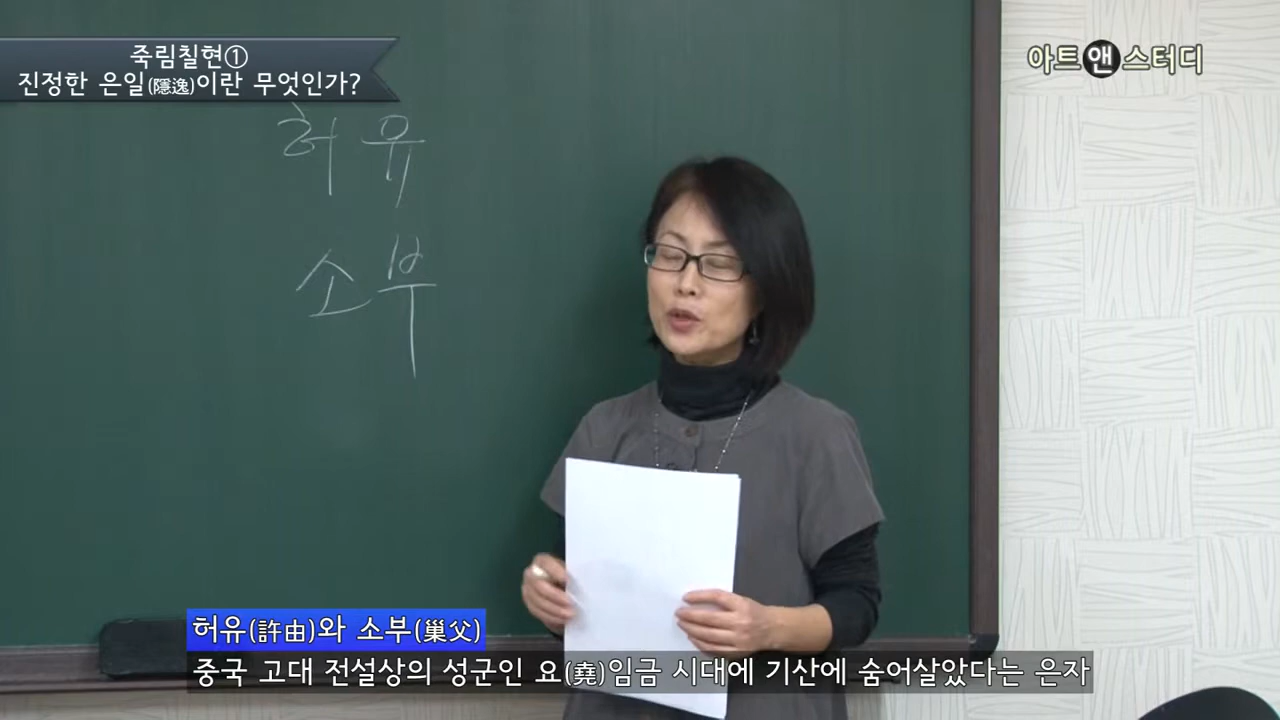 죽림칠현①
진정한 은일(隱逸)이란 무엇인가?
아트앤스터디
허유
소부
허유(許由)와 소부(巢父)
중국 고대 전설상의 성군인 요(堯)임금 시대에 기산에 숨어살았다는 은자